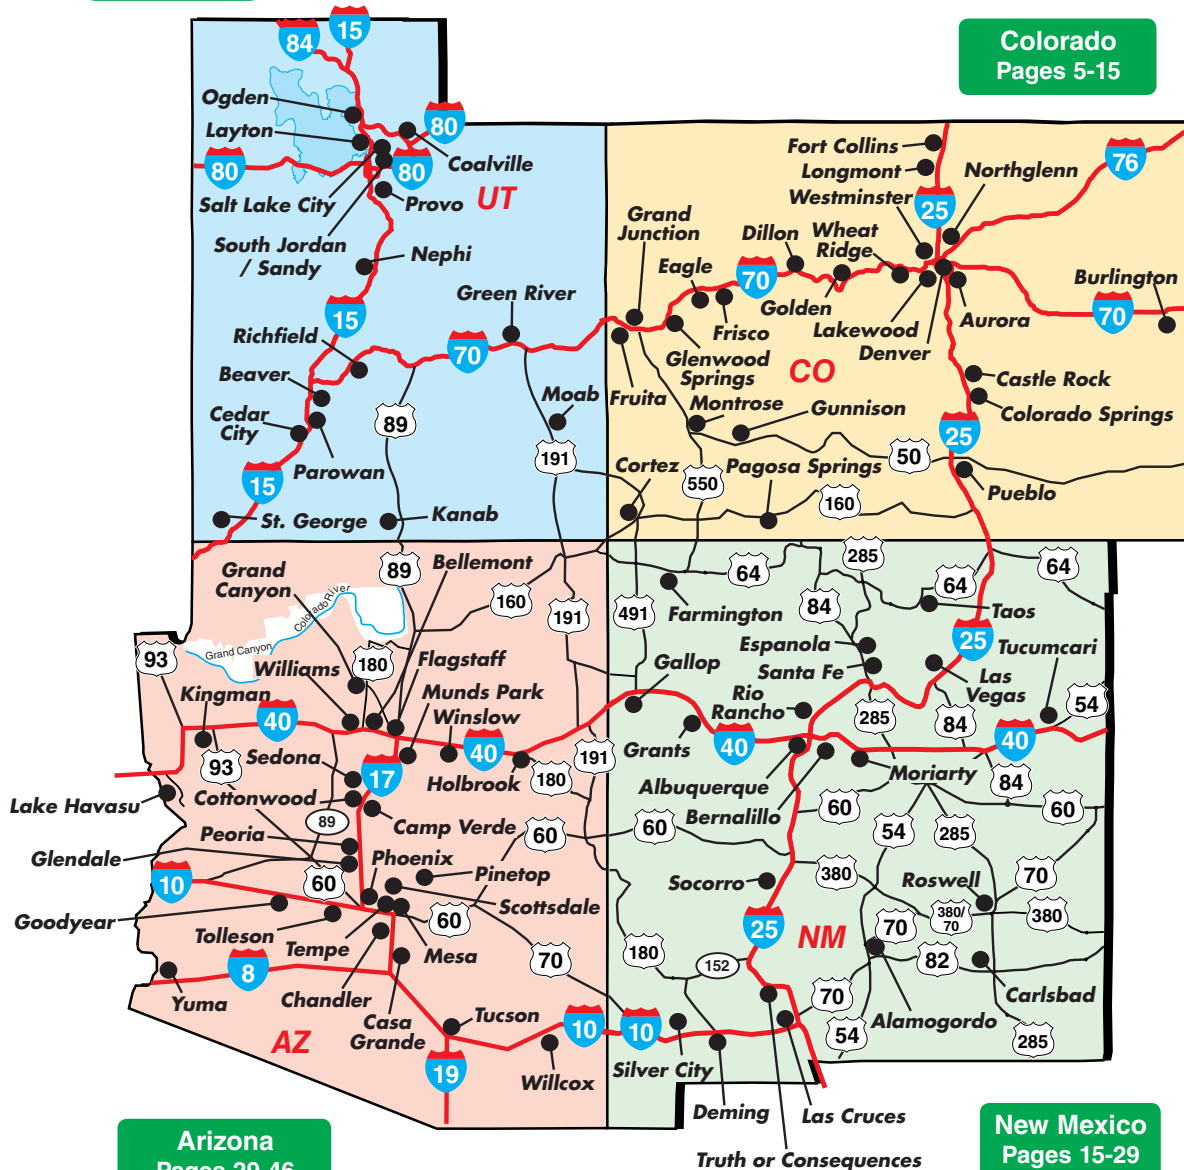 Colorado
Pages 5-15
84
15
Ogden
Layton
80
80
80
Coalville
Salt Lake City
Provo
UT
South Jordan
/ Sandy
Nephi
15
Green River
Richfield
70
Beaver
Cedar
City
Parowan
89
Moab
191
15
St. George
Kanab
Fort Collins
Longmont
Westminster
25
Northglenn
76
Grand
Junction
Dillon
Wheat
Ridge
Eagle
70
Golden
Frisco
Lakewood
Denver
Aurora
Burlington
70
Glenwood
Springs
CO
Fruita
Castle Rock
Colorado Springs
Montrose
Gunnison
25
50
Cortez
550
Pagosa Springs
160
Pueblo
Grand
Canyon
89
Bellemont
160
191
Colorado River
Grand Canyon
93
180
Williams
Flagstaff
Kingman
40
Munds Park
Winslow
40
93
Sedona
17
Holbrook
180
191
Lake Havasu
Cottonwood
89
Camp Verde
60
Peoria
Glendale
Phoenix
Pinetop
10
60
Scottsdale
Goodyear
60
Tolleson
Tempe
Mesa
70
8
Yuma
Chandler
Casa
Grande
Tucson
10
AZ
19
Willcox
64
285
64
64
491
Farmington
84
Taos
25
Espanola
Santa Fe
Tucumcari
Gallop
Rio
Rancho
Las
Vegas
54
285
84
40
Grants
40
Albuquerque
Moriarty
84
Bernalillo
60
60
60
54
285
380
70
Socorro
Roswell
25
NM
70
380/
70
380
180
152
82
70
Carlsbad
Alamogordo
54
285
10
Silver City
Deming
Las Cruces
Truth or Consequences
Arizona
Pages 29-46
New Mexico
Pages 15-29